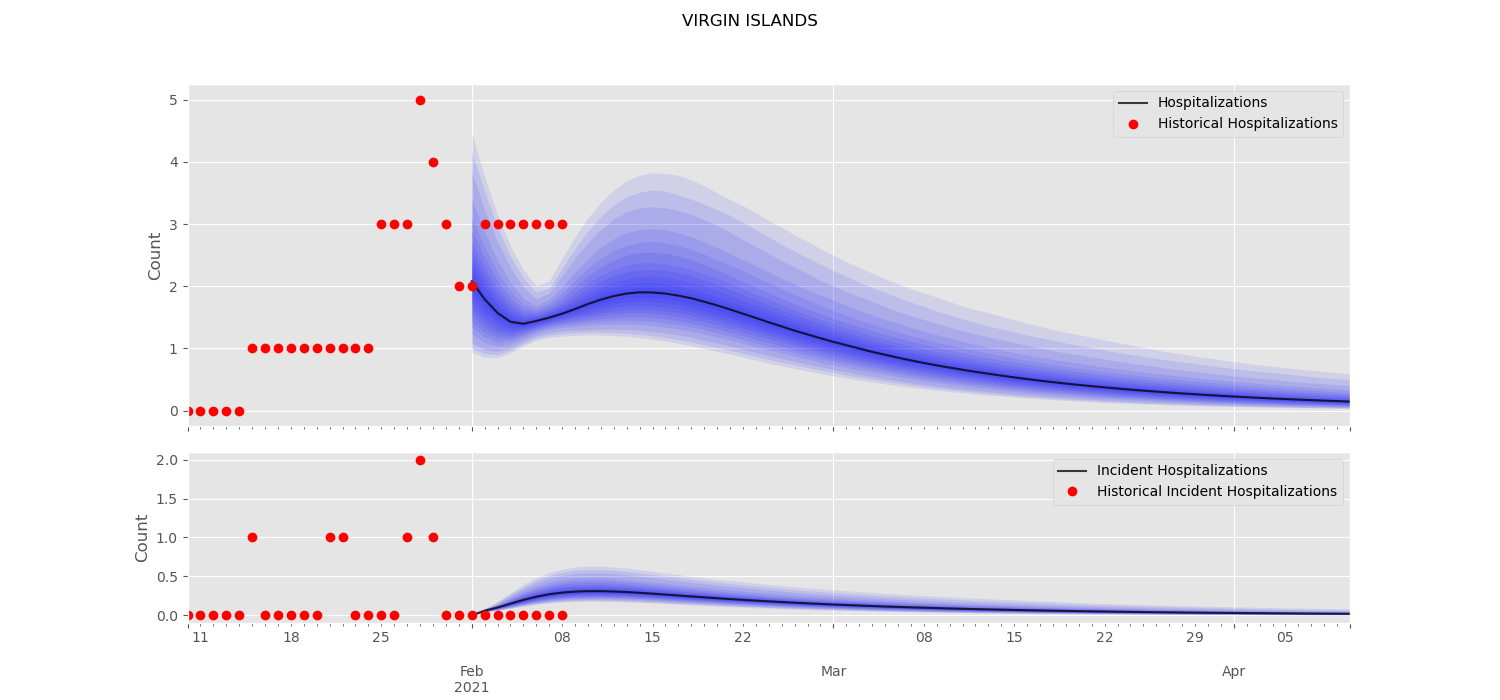 VIRGIN ISLANDS
5
4
3
2
1
0
Count
Hospitalizations
Historical Hospitalizations
2.0
1.5
1.0
0.5
0.0
Count
Incident Hospitalizations
Historical Incident Hospitalizations
11 18 25 08 15 22 08 15 22 29 05
Feb Mar Apr
2021